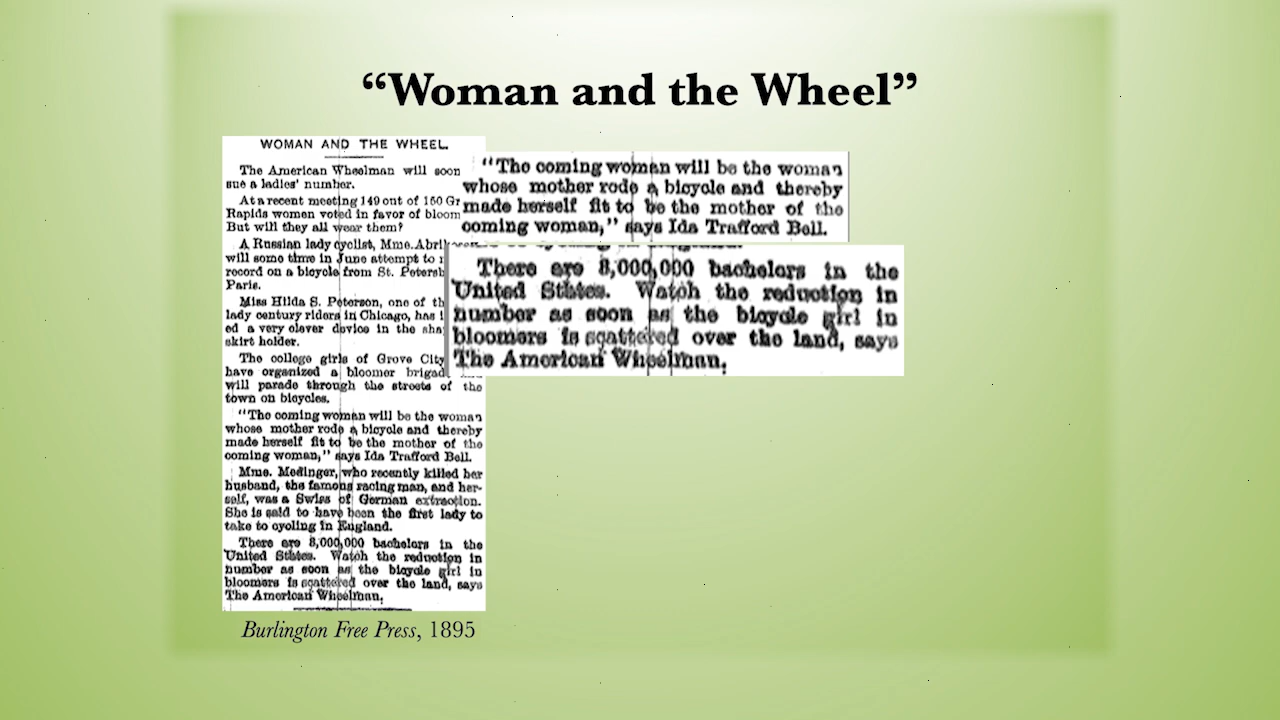 “Woman and the Wheel”
WOMAN AND THE WHEEL.
The American Wheelman will soon
sue a ladies' number.
At a recent meeting 149 out of 160 Gr
Rapids women voted in favor of bloom
But will they all wear them?
A Russian lady cyclist, Mme. Abri
will some time in June attempt to
record on a bicycle from St. Petersb
Paris.
Miss Hilda S. Peterson, one of th
lady century riders in Chicago, has i
ed a very clever device in the sha
skirt holder.
The college girls of Grove City
have organized a bloomer brigad
will parade through the streets of the
town on bicycles.
"The coming woman will be the woman
whose mother rode a bicycle and thereby
made herself fit to be the mother of the
coming woman," says Ida Trafford Bell.
Mme. Medinger, who recently killed her
husband, the famous racing man, and her-
self, was a Swiss of German extraction.
She is said to have been the first lady to
take to cycling in England.
There are 8,000,000 bachelors in the
United States. Watch the reduction in
number as soon as the bicycle girl in
bloomers is scattered over the land, says
The American Wheelman.
"The coming woman will be the woman
whose mother rode a bicycle and thereby
made herself fit to be the mother of the
coming woman," says Ida Trafford Bell.
There are 8,000,000 bachelors in the
United States. Watch the reduction in
number as soon as the bicycle girl in
bloomers is scattered over the land, says
The American Wheelman.
Burlington Free Press, 1895